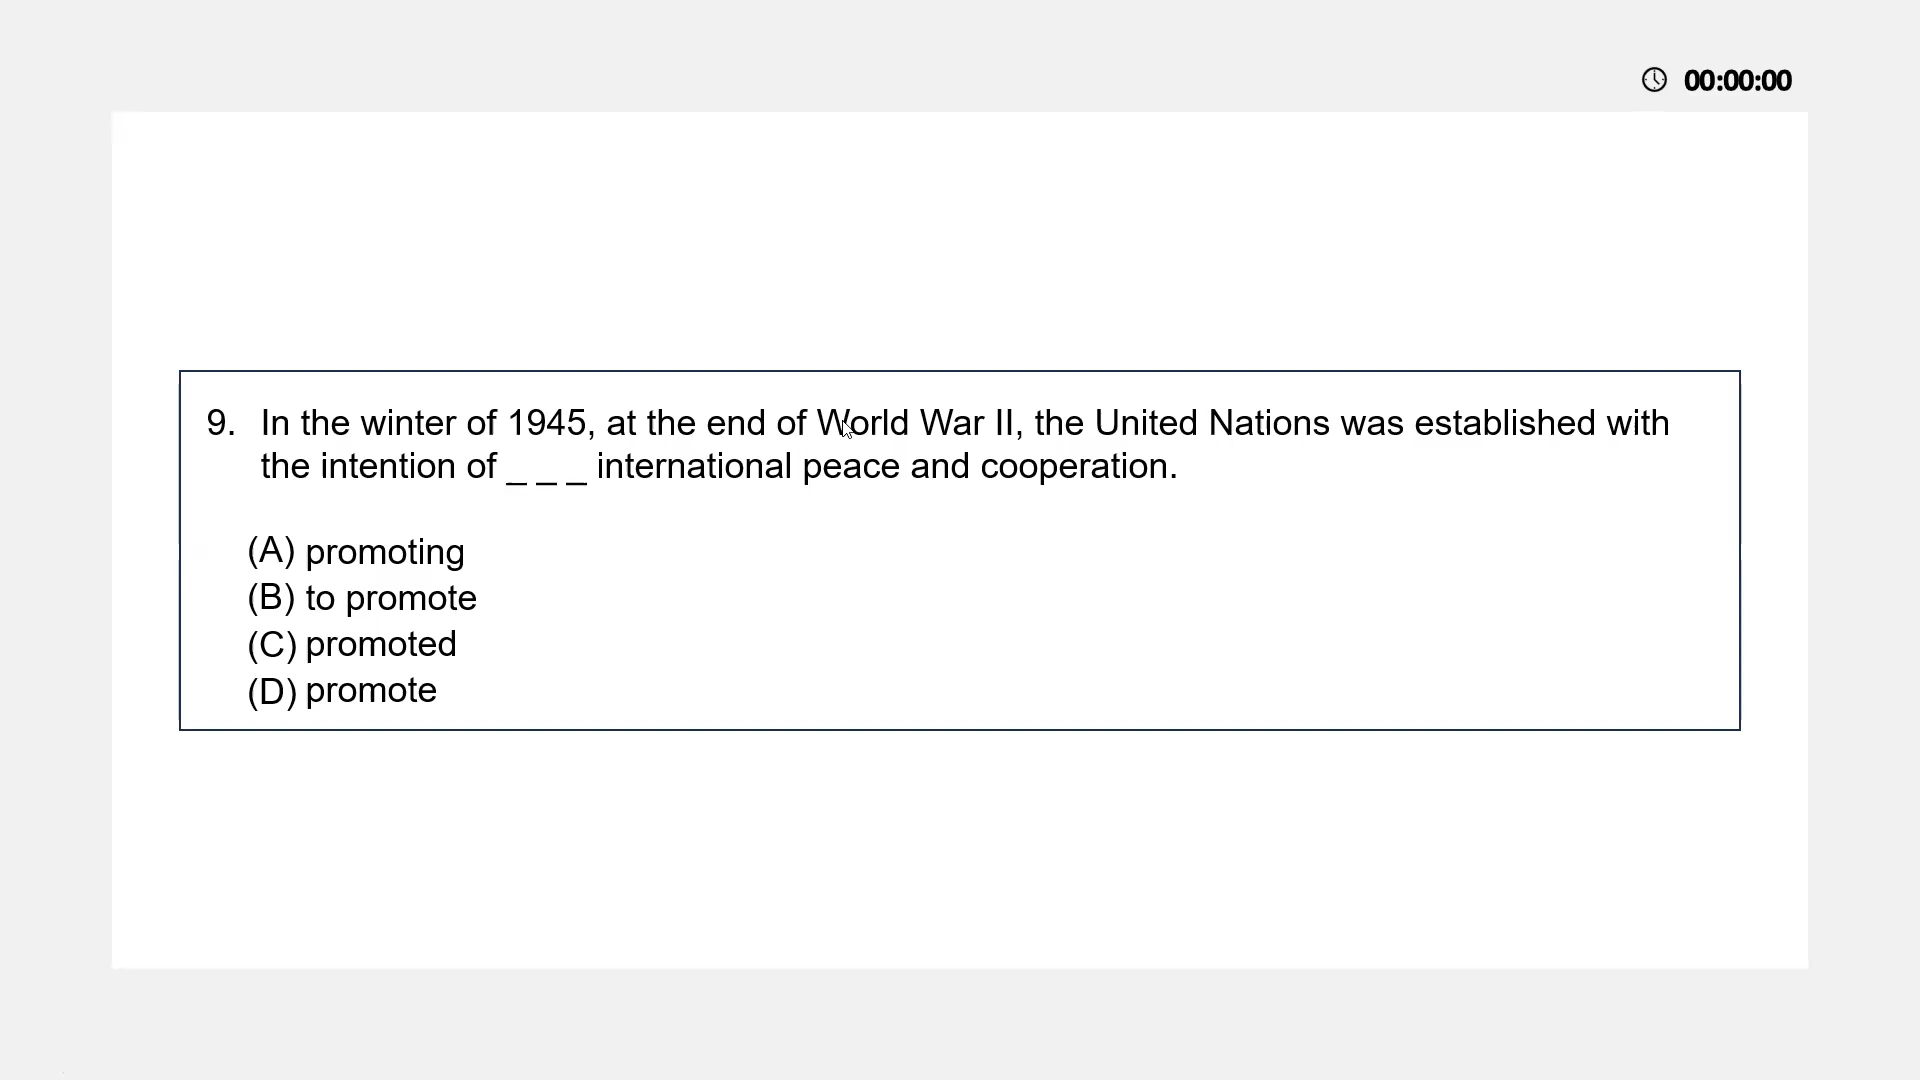 00:00:00
9. In the winter of 1945, at the end of World War II, the United Nations was established with
the intention of _ _ _ international peace and cooperation.
(A) promoting
(B) to promote
(C) promoted
(D) promote